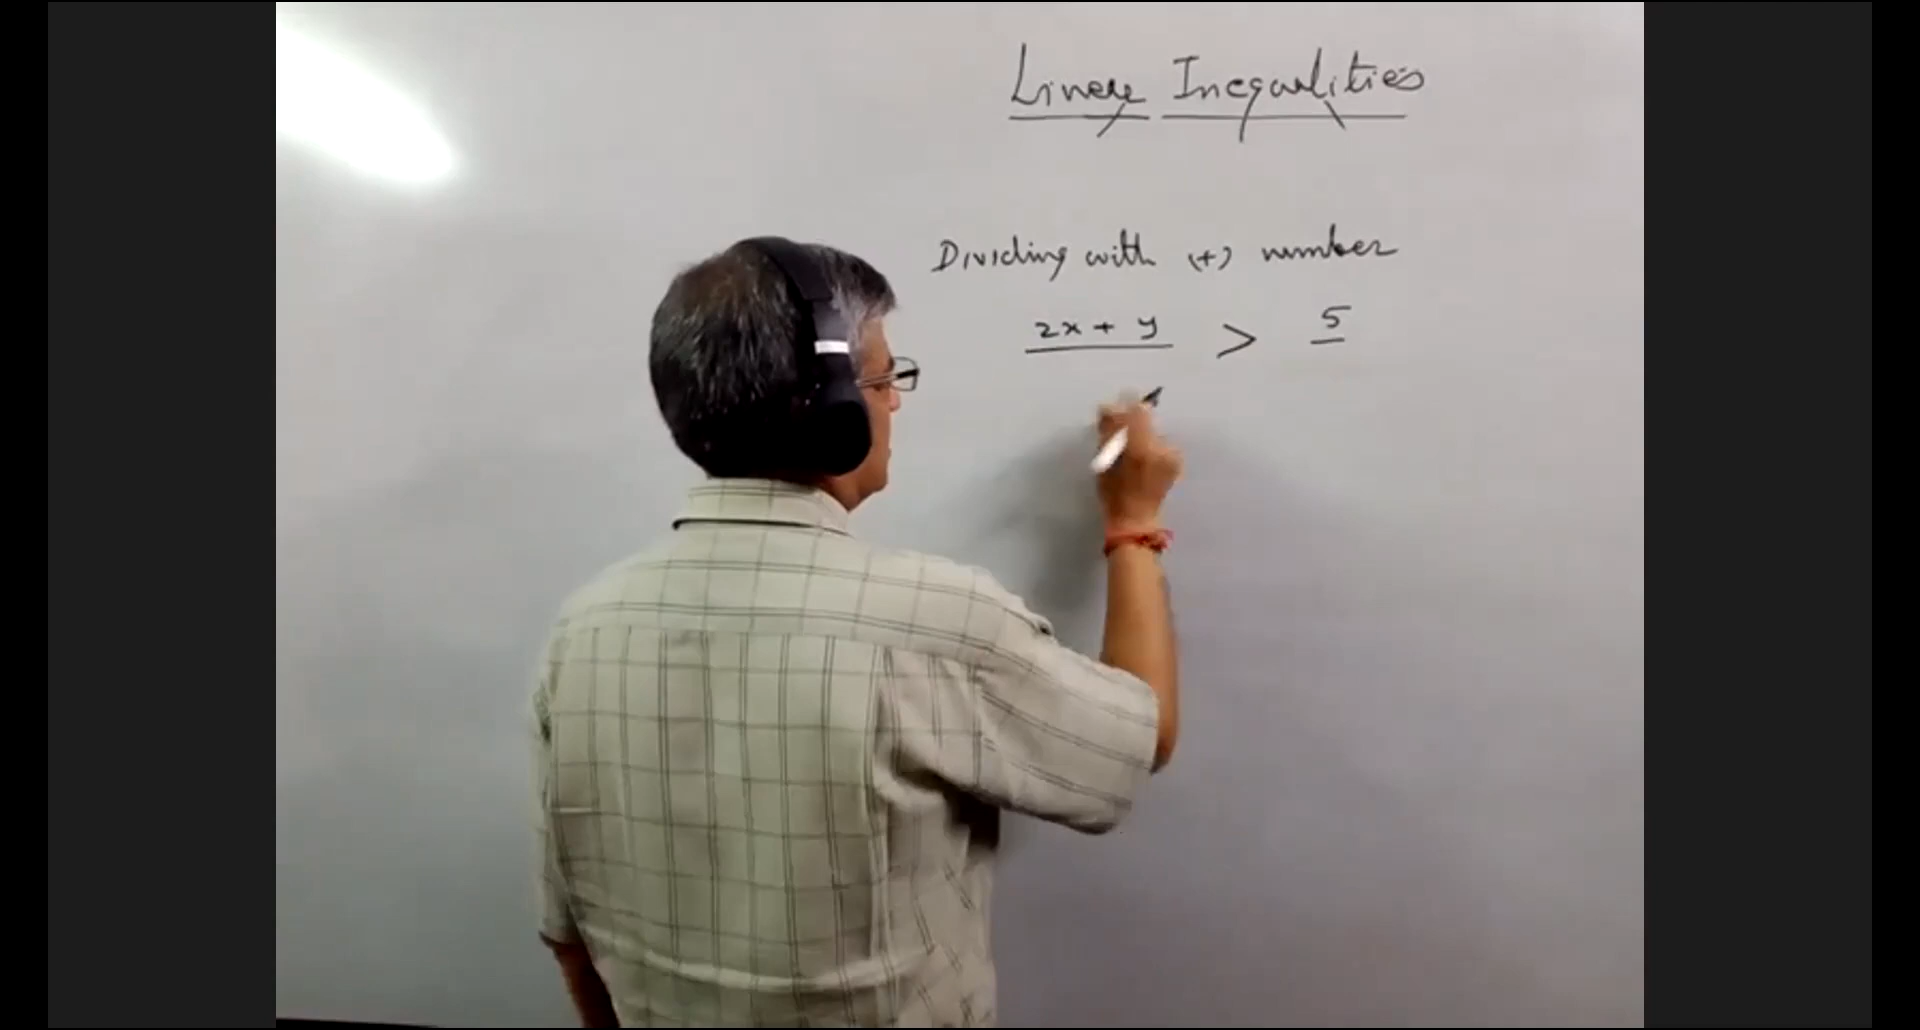 Linear Inequalities
Dividing with (+) number
2x + y > 5